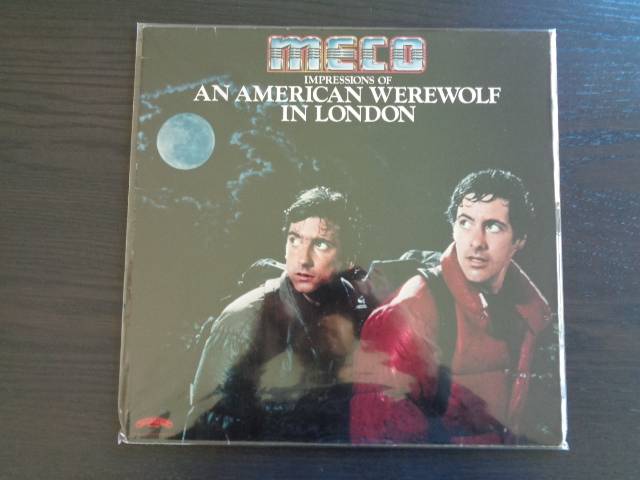 MECO
IMPRESSIONS OF
AN AMERICAN WEREWOLF
IN LONDON